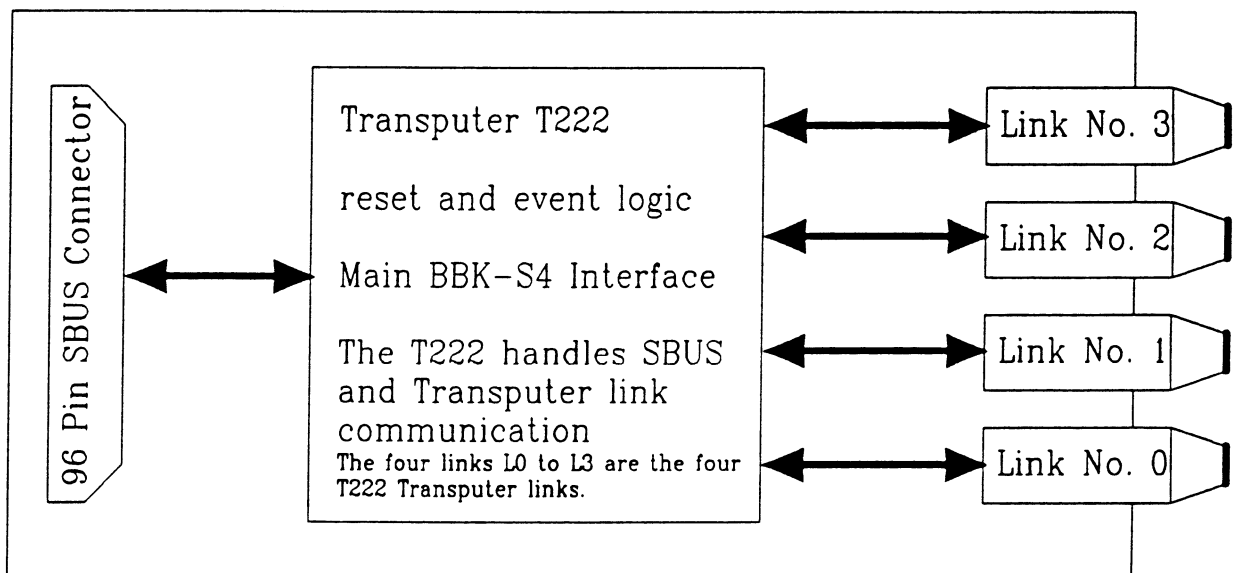 96 Pin SBUS Connector
Transputer T222
reset and event logic
Main BBK-S4 Interface
The T222 handles SBUS
and Transputer link
communication
The four links L0 to L3 are the four
T222 Transputer links.
Link No. 3
Link No. 2
Link No. 1
Link No. 0